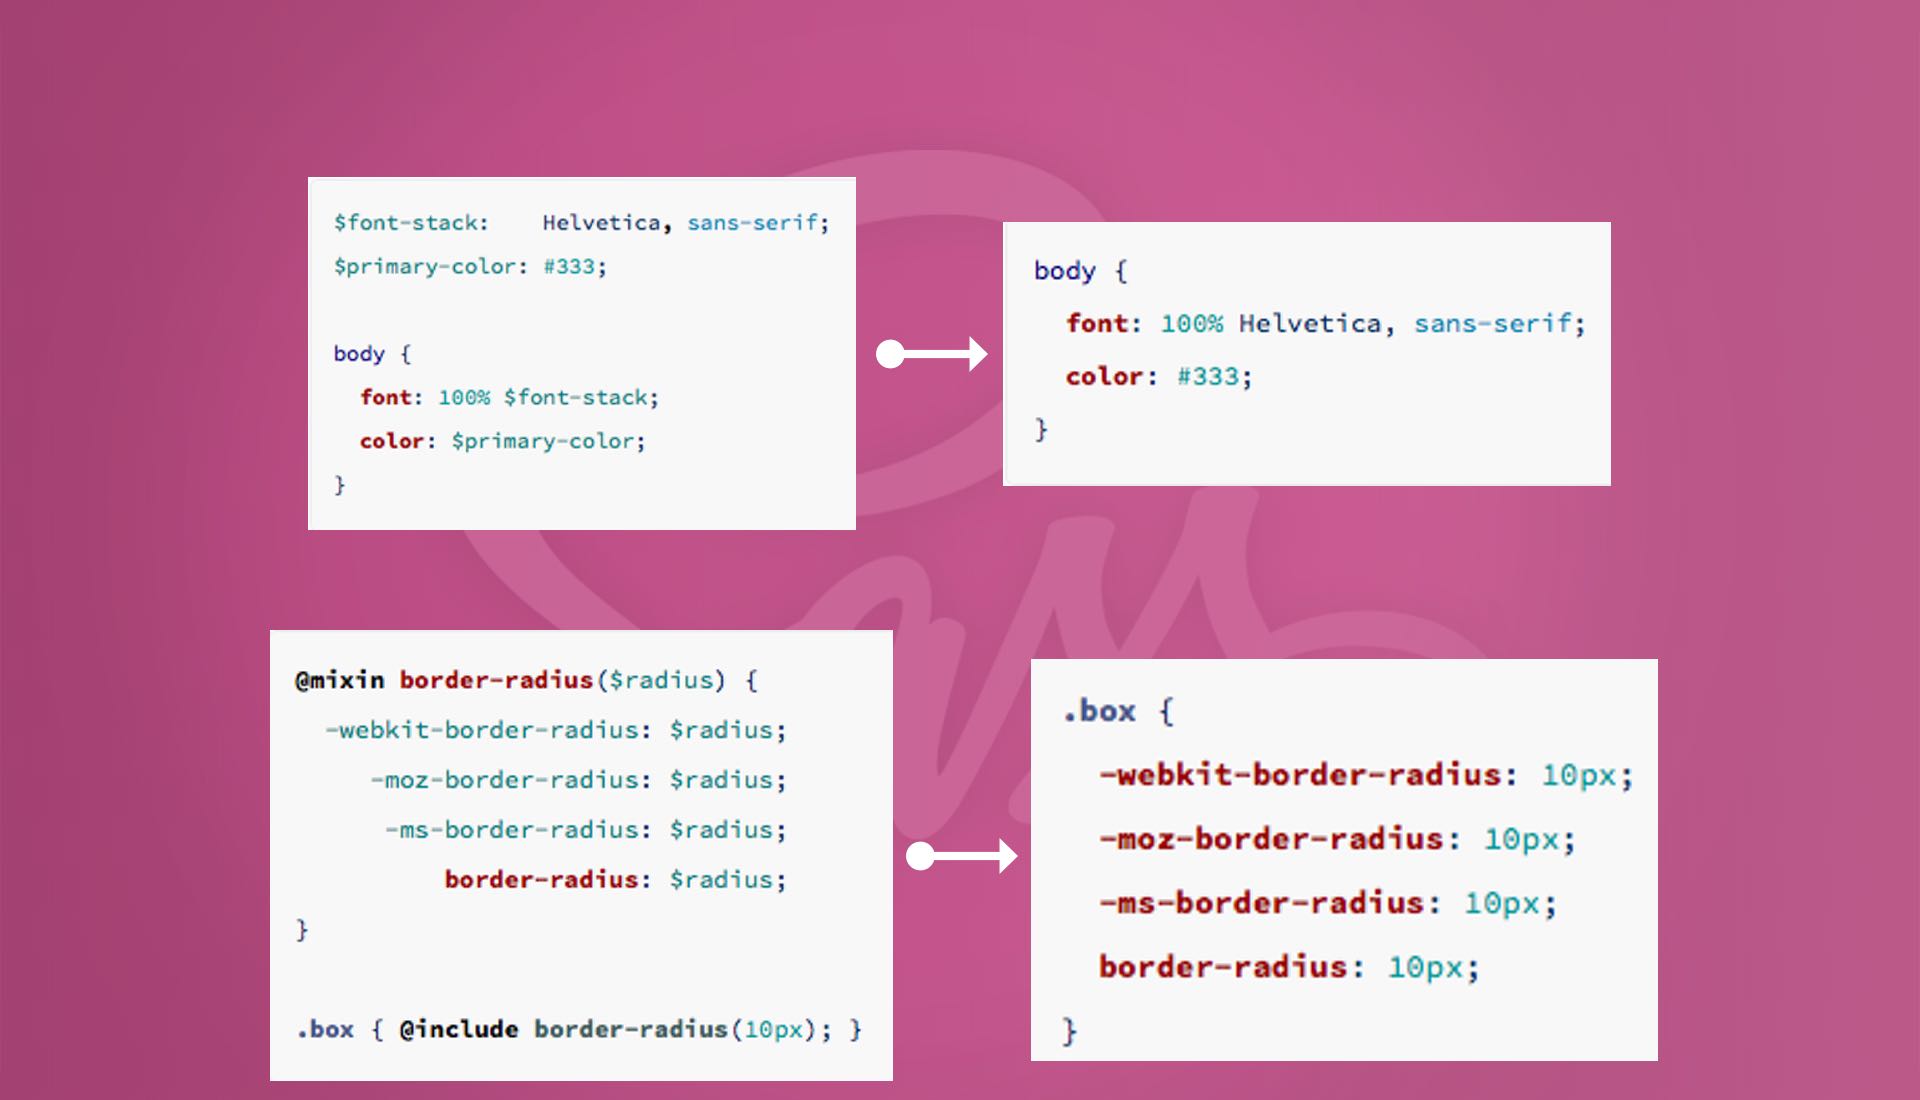 $font-stack:    Helvetica, sans-serif;
$primary-color: #333;
body {
  font: 100% $font-stack;
  color: $primary-color;
}
body {
  font: 100% Helvetica, sans-serif;
  color: #333;
}
@mixin border-radius($radius) {
  -webkit-border-radius: $radius;
     -moz-border-radius: $radius;
      -ms-border-radius: $radius;
          border-radius: $radius;
}
.box { @include border-radius(10px); }
.box {
  -webkit-border-radius: 10px;
  -moz-border-radius: 10px;
  -ms-border-radius: 10px;
  border-radius: 10px;
}
Sass